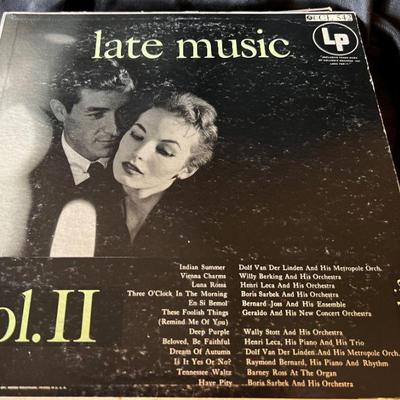 late music
LP
ol.II
Indian Summer Dolf Van Der Linden And His Metropole Orch.
Vienna Charms Willy Berking And His Orchestra
Luna Rossa Henri Leca And His Orchestra
Three O'Clock In The Morning Boris Sarbek And His Orchestra
En Si Bemol Bernard-Joss And His Ensemble
These Foolish Things Geraldo And His New Concert Orchestra
(Remind Me Of You)
Deep Purple Wally Stott And His Orchestra
Beloved, Be Faithful Henri Leca, His Piano And His Trio
Dream Of Autumn Dolf Van Der Linden And His Metropole Orch.
Is It Yes Or No? Raymond Bernard, His Piano And Rhythm
Tennessee Waltz Barney Ross At The Organ
Have Pity Boris Sarbek And His Orchestra